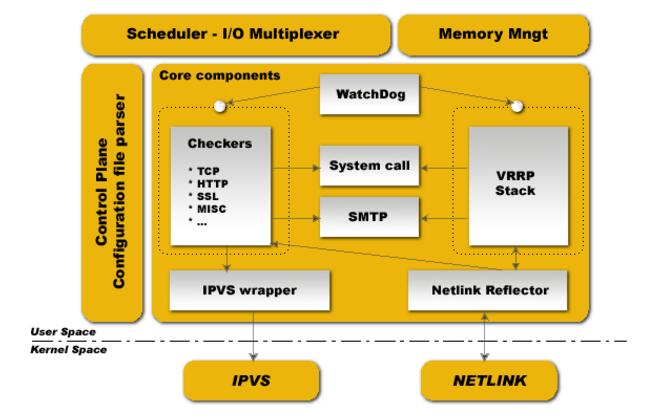 Scheduler - I/O Multiplexer
Memory Mngt
Control Plane
Configuration file parser
Core components
WatchDog
Checkers
* TCP
* HTTP
* SSL
* MISC
* ...
System call
SMTP
VRRP
Stack
IPVS wrapper
Netlink Reflector
User Space
Kernel Space
IPVS
NETLINK